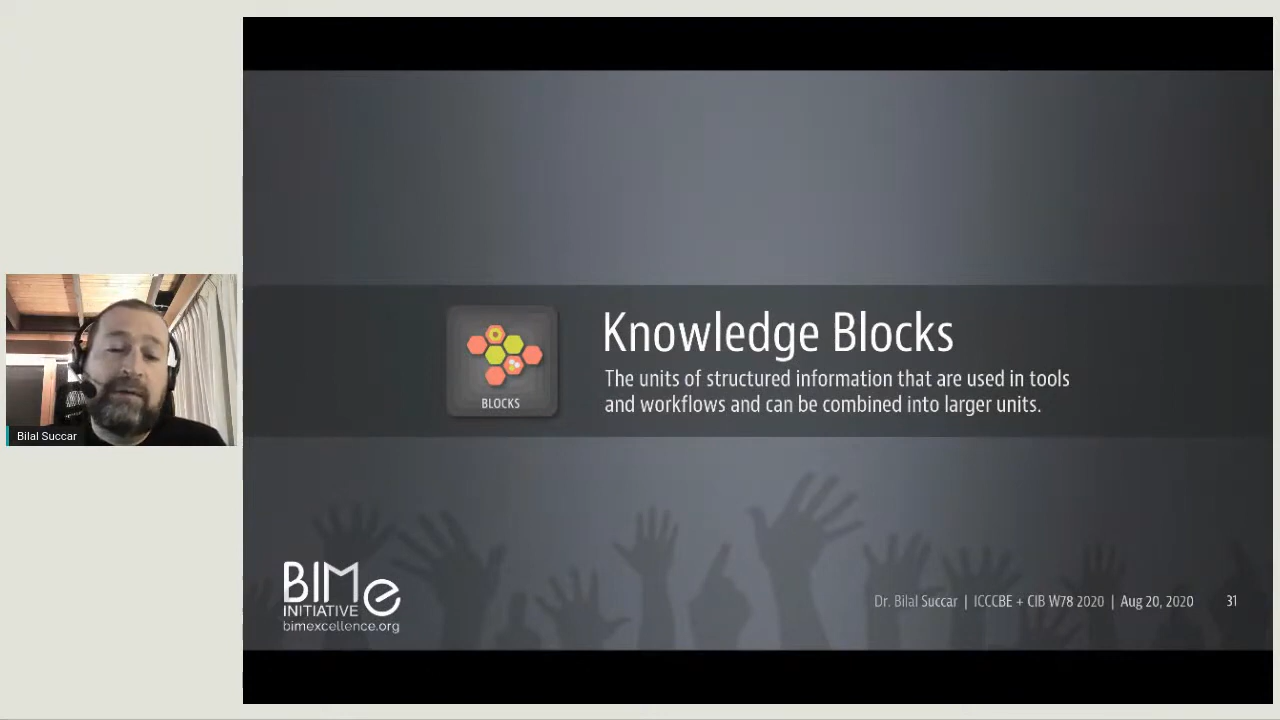 Knowledge Blocks
The units of structured information that are used in tools
and workflows and can be combined into larger units.
BLOCKS
Bilal Succar
BIMe
INITIATIVE
bimexcellence.org
Dr. Bilal Succar | ICCCBE + CIB W78 2020 | Aug 20, 2020 31